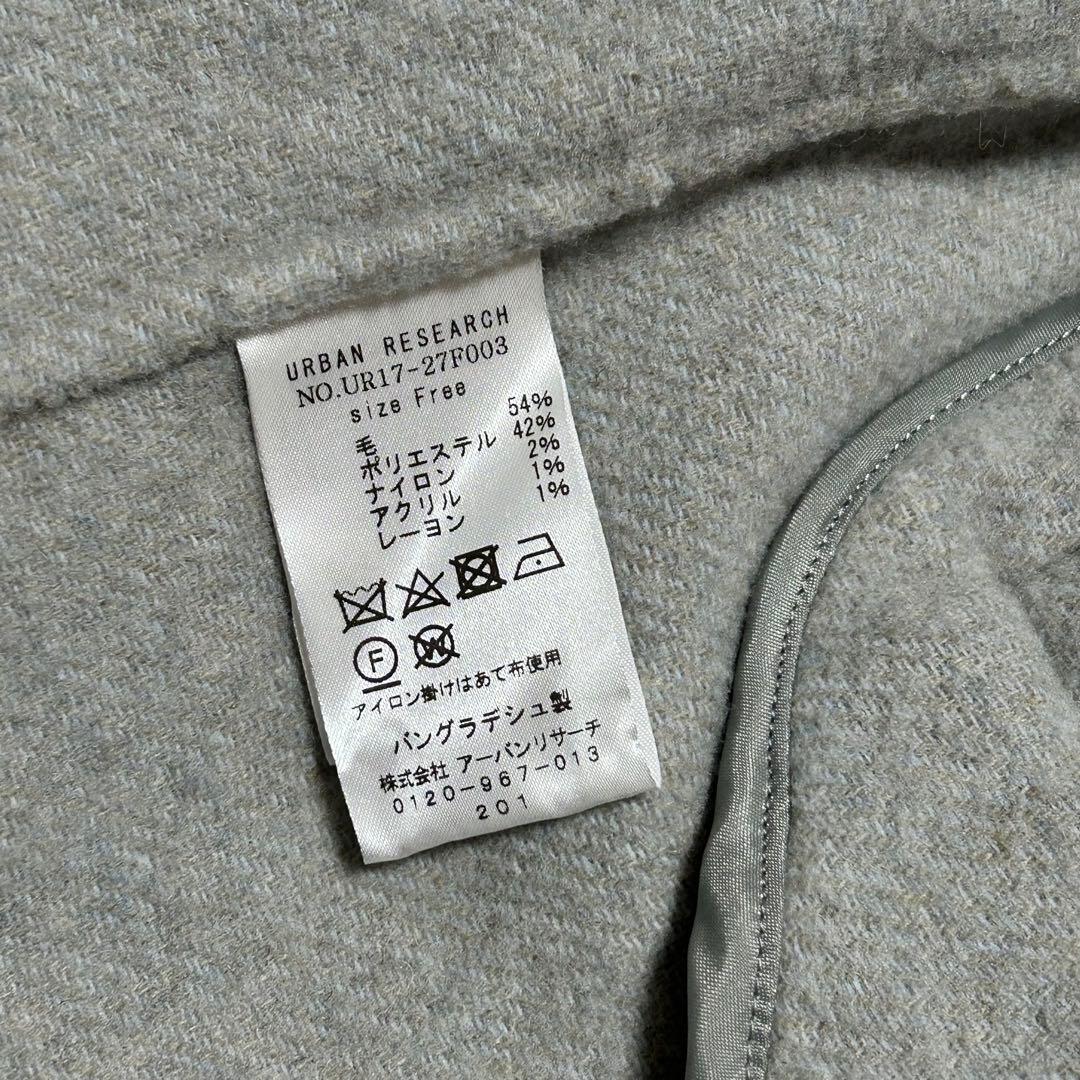 URBAN RESEARCH
NO.UR17-27F003
size Free
毛 54%
ポリエステル 42%
ナイロン 2%
アクリル 1%
レーヨン 1%
F W
アイロン掛けはあて布使用
バングラデシュ製
株式会社 アーバンリサーチ
0120-967-013
201